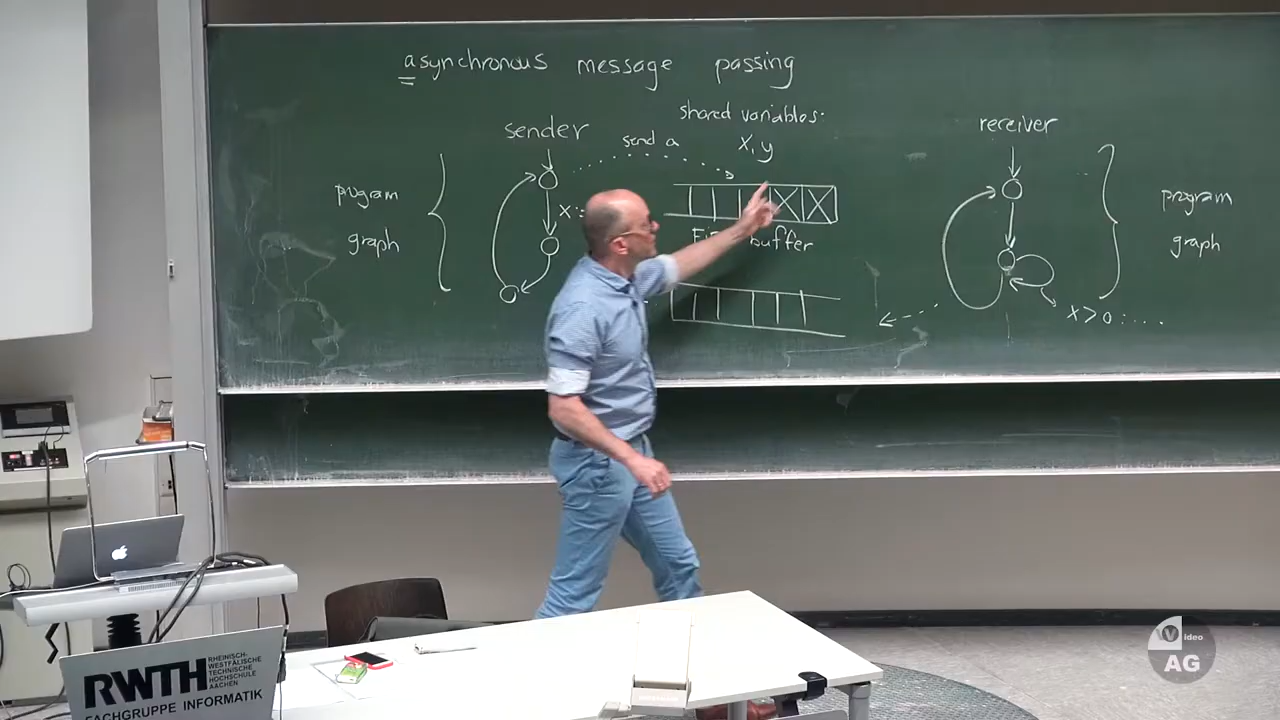 asynchronous message passing
shared variables:
x, y
sender
send a
receiver
program
graph
x:
buffer
program
graph
x > 0 : ....
RWTH
RHEINISCH-
WESTFÄLISCHE
TECHNISCHE
HOCHSCHULE
AACHEN
FACHGRUPPE INFORMATIK
Video
AG